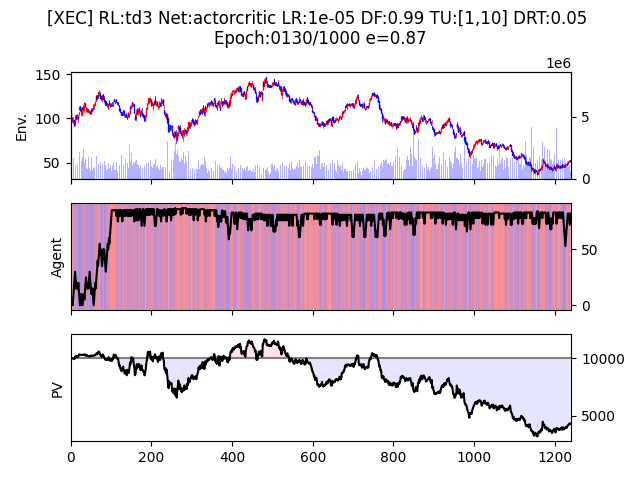 [XEC] RL:td3 Net:actorcritic LR:1e-05 DF:0.99 TU:[1,10] DRT:0.05
Epoch:0130/1000 e=0.87
1e6
150
100
50
Env.
5
0
Agent
50
0
PV
10000
5000
0
200
400
600
800
1000
1200